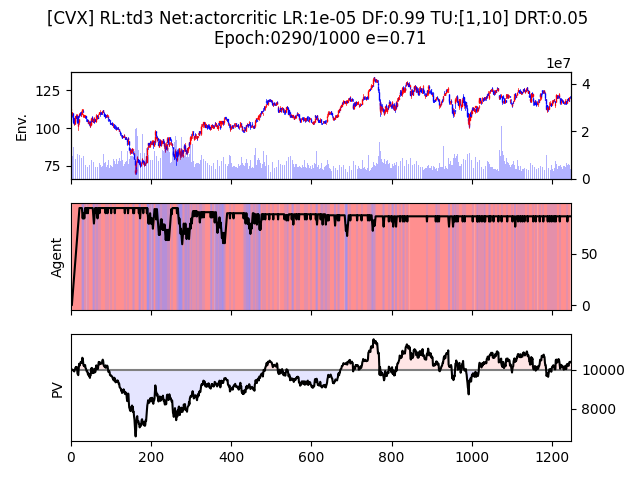 [CVX] RL:td3 Net:actorcritic LR:1e-05 DF:0.99 TU:[1,10] DRT:0.05
Epoch:0290/1000 e=0.71
1e7
125
100
75
Env.
4
2
0
Agent
50
0
PV
10000
8000
0 200 400 600 800 1000 1200